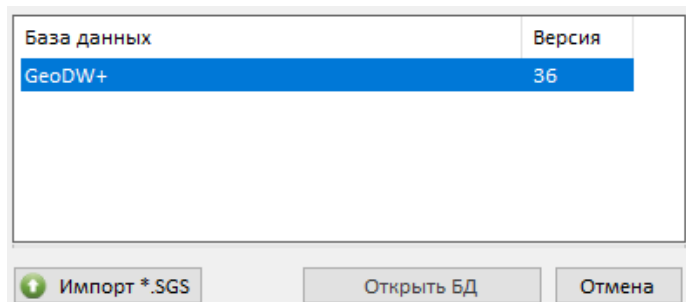 База данных Версия
GeoDW+ 36
Импорт *.SGS Открыть БД Отмена